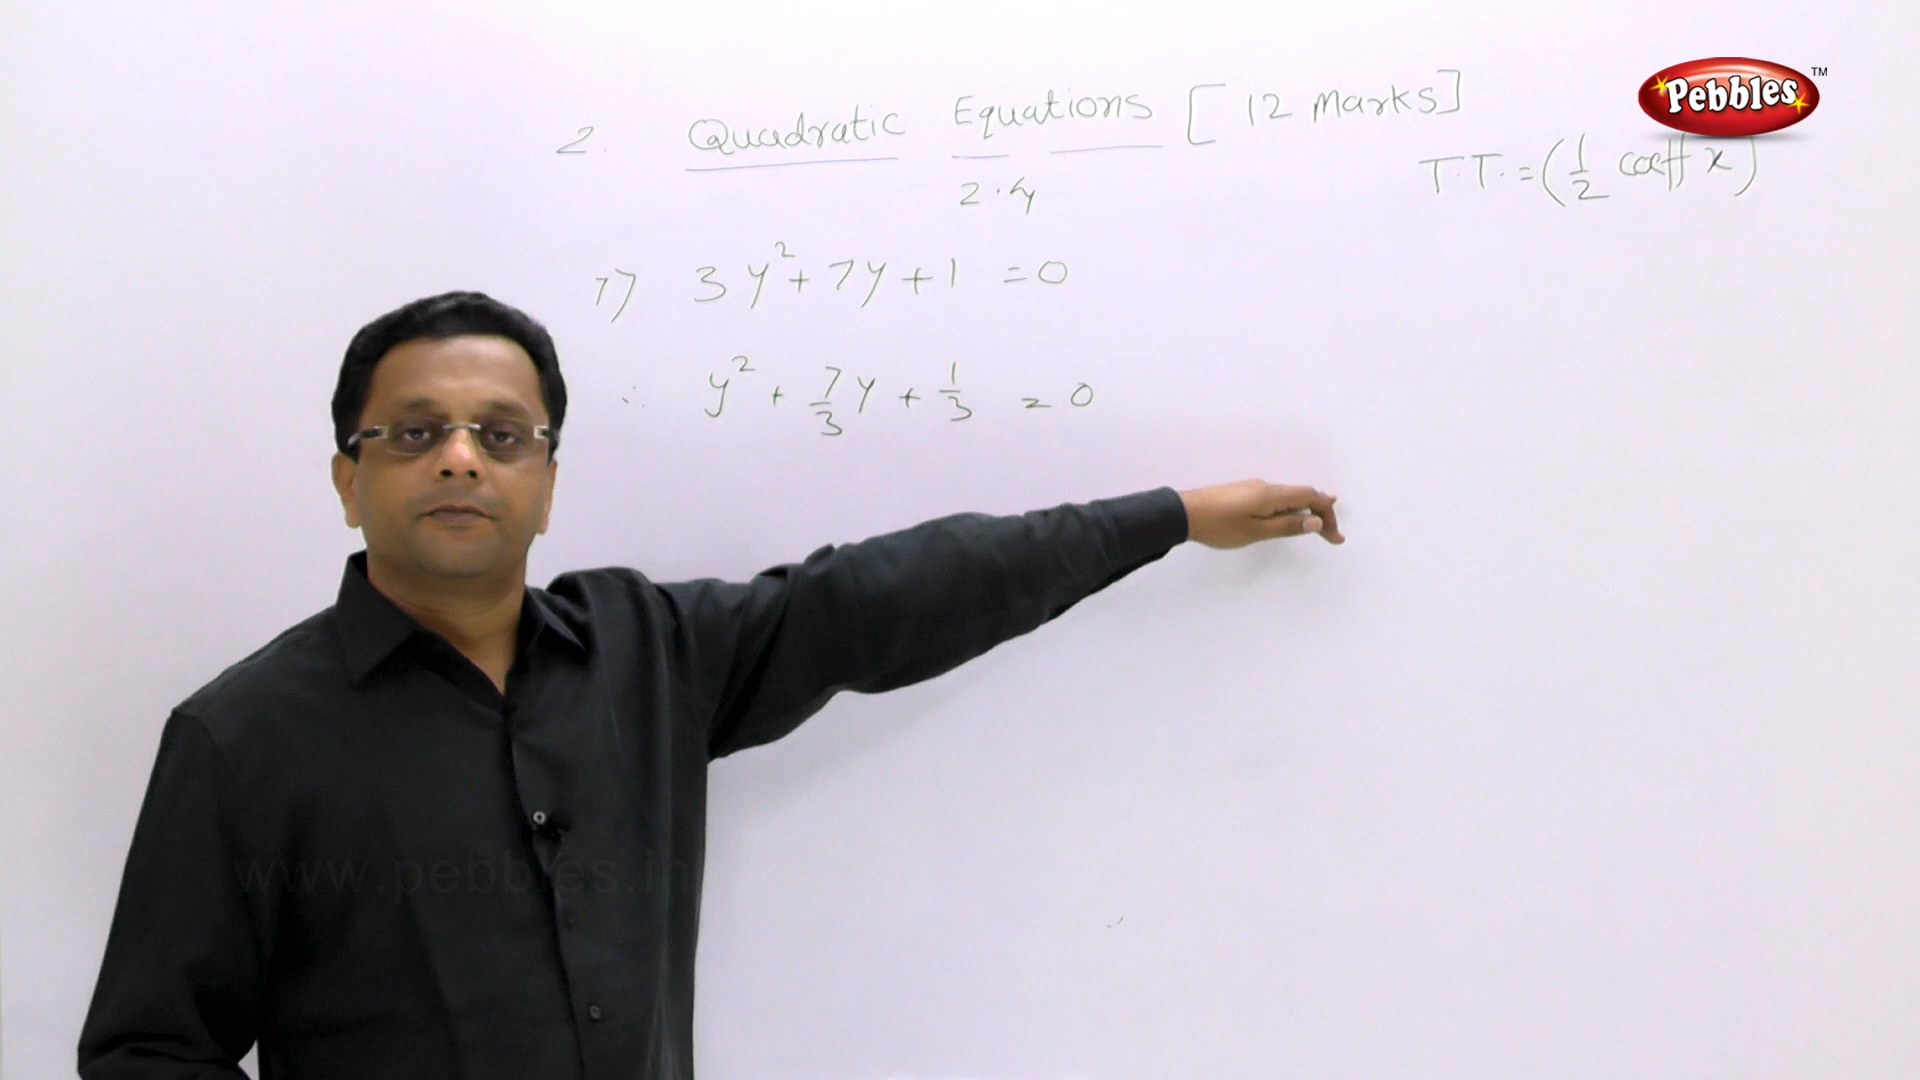 Pebbles™
2. Quadratic Equations [12 Marks]
2.4
T.T. = (1/2 coeff x)
7) 3y² + 7y + 1 = 0
∴ y² + 7/3 y + 1/3 = 0
www.pebbles.in